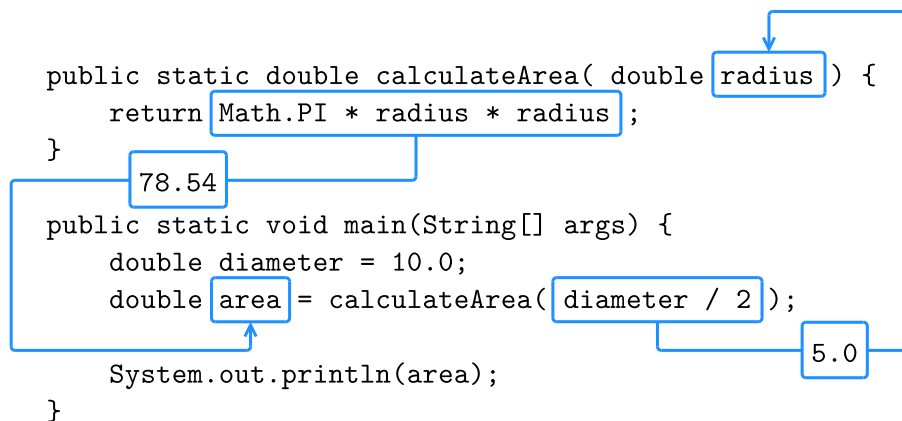 public static double calculateArea( double radius ) {
    return Math.PI * radius * radius ;
}
78.54
public static void main(String[] args) {
    double diameter = 10.0;
    double area = calculateArea( diameter / 2 );
5.0
    System.out.println(area);
}